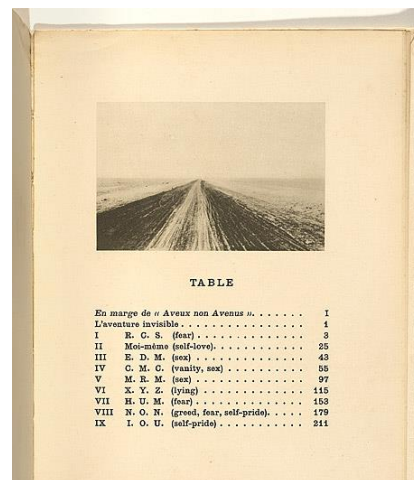 TABLE
En marge de « Aveux non Avenus ». . . . . . . I
L'aventure invisible . . . . . . . . . . . . . . . . . 1
I R. C. S. (fear) . . . . . . . . . . . . . . . 3
II Moi-même (self-love). . . . . . . . . . . . 25
III E. D. M. (sex) . . . . . . . . . . . . . . . 43
IV C. M. C. (vanity, sex) . . . . . . . . . . . 55
V M. R. M. (sex) . . . . . . . . . . . . . . . 97
VI X. Y. Z. (lying) . . . . . . . . . . . . . . 115
VII H. U. M. (fear) . . . . . . . . . . . . . . 153
VIII N. O. N. (greed, fear, self-pride). . . . . 179
IX I. O. U. (self-pride) . . . . . . . . . . . 211